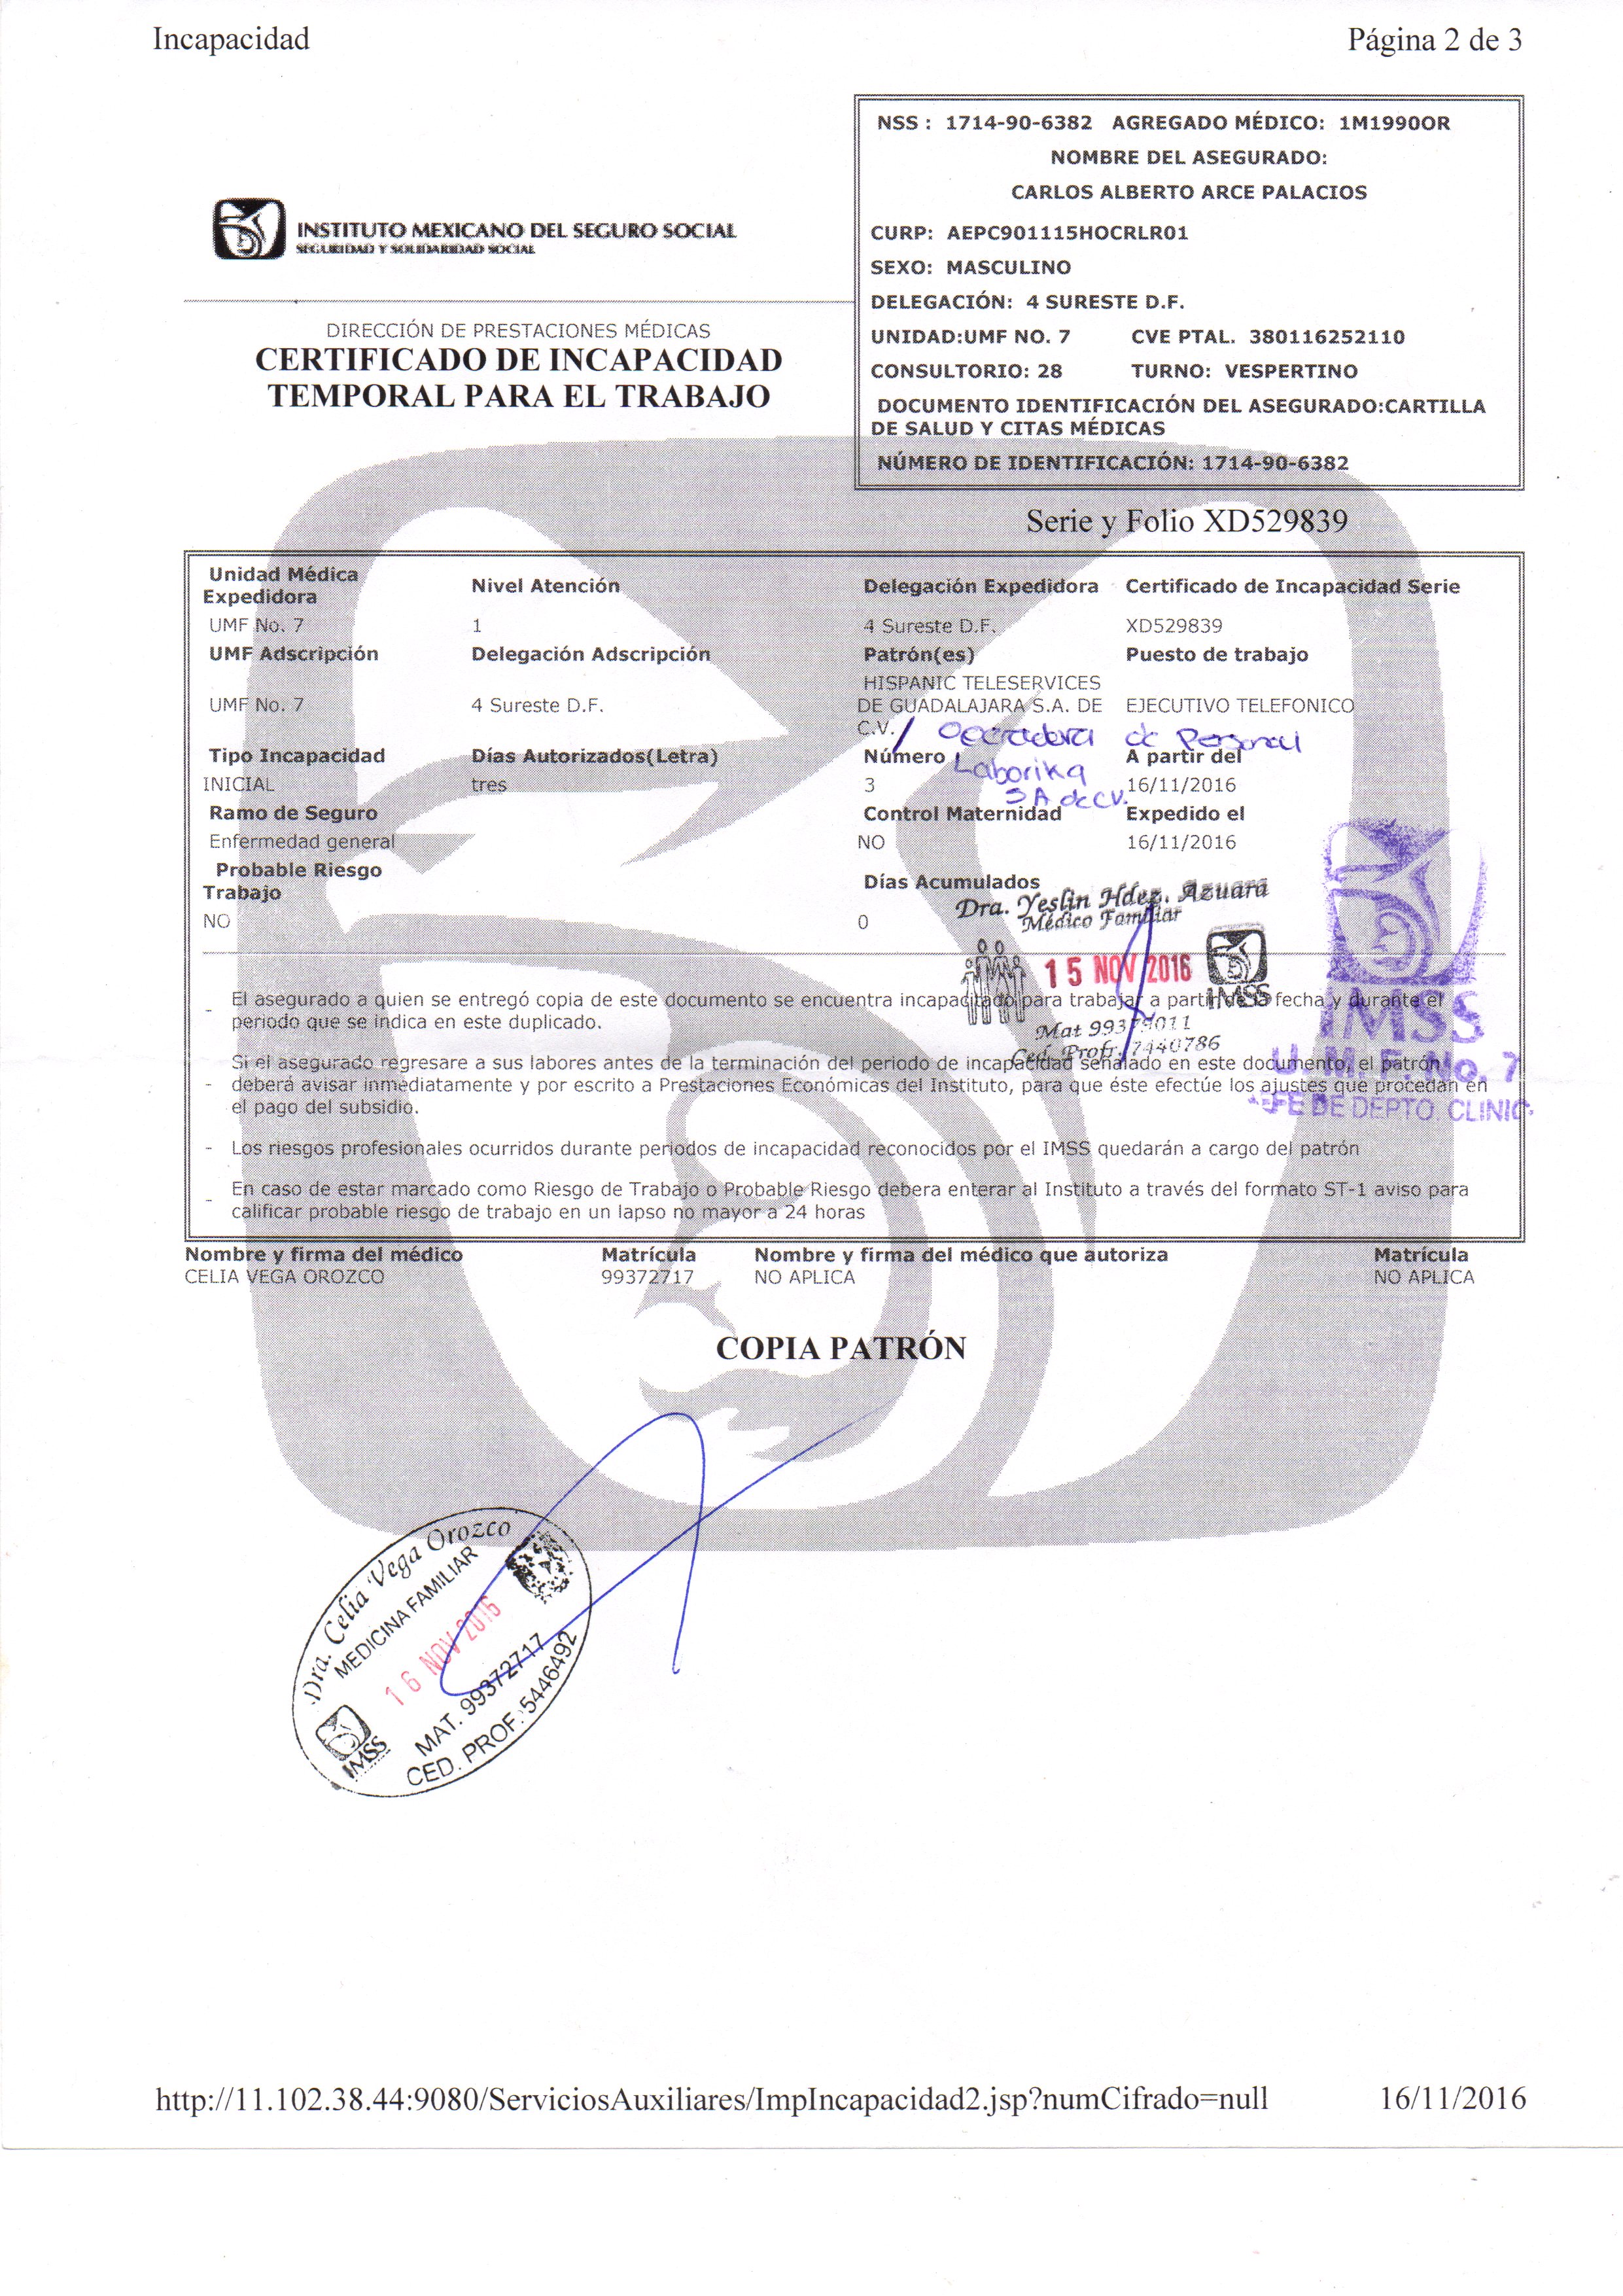 Incapacidad
Página 2 de 3
NSS : 1714-90-6382 AGREGADO MÉDICO: 1M1990OR
NOMBRE DEL ASEGURADO:
CARLOS ALBERTO ARCE PALACIOS
CURP: AEPC901115HOCRLR01
SEXO: MASCULINO
DELEGACIÓN: 4 SURESTE D.F.
UNIDAD:UMF NO. 7 CVE PTAL. 380116252110
CONSULTORIO: 28 TURNO: VESPERTINO
DOCUMENTO IDENTIFICACIÓN DEL ASEGURADO:CARTILLA
DE SALUD Y CITAS MÉDICAS
NÚMERO DE IDENTIFICACIÓN: 1714-90-6382
INSTITUTO MEXICANO DEL SEGURO SOCIAL
SEGURIDAD Y SOLIDARIDAD SOCIAL
DIRECCIÓN DE PRESTACIONES MÉDICAS
CERTIFICADO DE INCAPACIDAD
TEMPORAL PARA EL TRABAJO
Serie y Folio XD529839
Unidad Médica
Expedidora Nivel Atención Delegación Expedidora Certificado de Incapacidad Serie
UMF No. 7 1 4 Sureste D.F. XD529839
UMF Adscripción Delegación Adscripción Patrón(es) Puesto de trabajo
HISPANIC TELESERVICES
UMF No. 7 4 Sureste D.F. DE GUADALAJARA S.A. DE EJECUTIVO TELEFONICO
C.V. / Operadora de Personal
Tipo Incapacidad Días Autorizados(Letra) Número A partir del
Laborika
INICIAL tres 3 16/11/2016
SA de CV.
Ramo de Seguro Control Maternidad Expedido el
Enfermedad general NO 16/11/2016
Probable Riesgo
Trabajo Días Acumulados
NO 0
Dra. Yeslin Hdez. Azuara
Médico Familiar
15 NOV 2016
IMSS
Mat 99379011
Ced. Profr. 7440786
IMSS
U.M.F. No. 7
JEFE DE DEPTO. CLINIC
- El asegurado a quien se entregó copia de este documento se encuentra incapacitado para trabajar a partir de la fecha y durante el
periodo que se indica en este duplicado.
Si el asegurado regresare a sus labores antes de la terminación del periodo de incapacidad señalado en este documento, el patrón
- deberá avisar inmediatamente y por escrito a Prestaciones Económicas del Instituto, para que éste efectúe los ajustes que procedan en
el pago del subsidio.
- Los riesgos profesionales ocurridos durante periodos de incapacidad reconocidos por el IMSS quedarán a cargo del patrón
- En caso de estar marcado como Riesgo de Trabajo o Probable Riesgo debera enterar al Instituto a través del formato ST-1 aviso para
calificar probable riesgo de trabajo en un lapso no mayor a 24 horas
Nombre y firma del médico Matrícula Nombre y firma del médico que autoriza Matrícula
CELIA VEGA OROZCO 99372717 NO APLICA NO APLICA
COPIA PATRÓN
Dra. Celia Vega Orozco
MEDICINA FAMILIAR
16 NOV 2016
IMSS
MAT. 99372717
CED. PROF. 5446492
http://11.102.38.44:9080/ServiciosAuxiliares/ImpIncapacidad2.jsp?numCifrado=null
16/11/2016